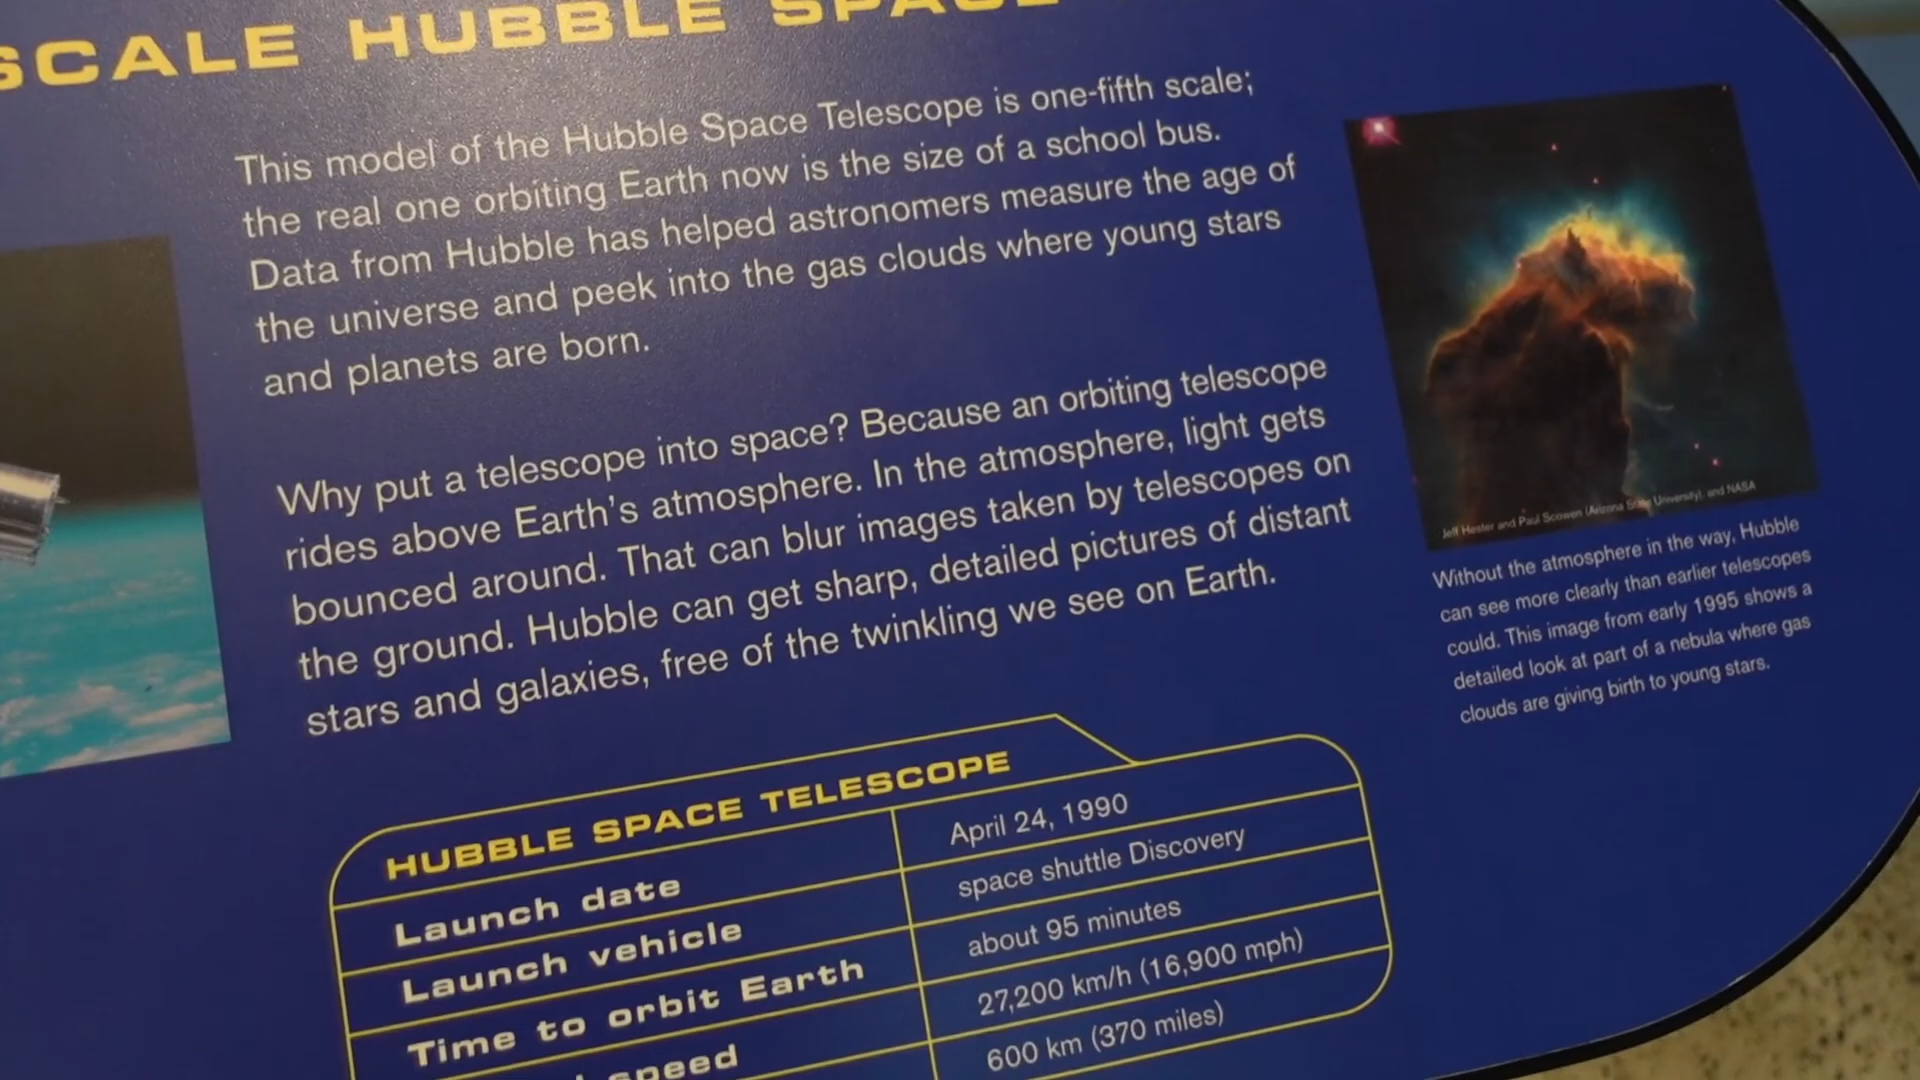 SCALE HUBBLE SPACE
This model of the Hubble Space Telescope is one-fifth scale;
the real one orbiting Earth now is the size of a school bus.
Data from Hubble has helped astronomers measure the age of
the universe and peek into the gas clouds where young stars
and planets are born.
Why put a telescope into space? Because an orbiting telescope
rides above Earth's atmosphere. In the atmosphere, light gets
bounced around. That can blur images taken by telescopes on
the ground. Hubble can get sharp, detailed pictures of distant
stars and galaxies, free of the twinkling we see on Earth.
HUBBLE SPACE TELESCOPE
Launch date April 24, 1990
Launch vehicle space shuttle Discovery
Time to orbit Earth about 95 minutes
speed 27,200 km/h (16,900 mph)
600 km (370 miles)
Jeff Hester and Paul Scowen (Arizona State University), and NASA
Without the atmosphere in the way, Hubble
can see more clearly than earlier telescopes
could. This image from early 1995 shows a
detailed look at part of a nebula where gas
clouds are giving birth to young stars.